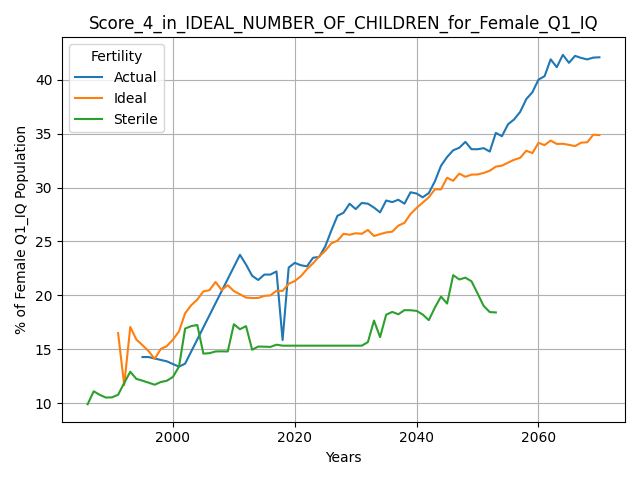 Score_4_in_IDEAL_NUMBER_OF_CHILDREN_for_Female_Q1_IQ
Fertility
Actual
Ideal
Sterile
% of Female Q1_IQ Population
40
35
30
25
20
15
10
2000
2020
2040
2060
Years